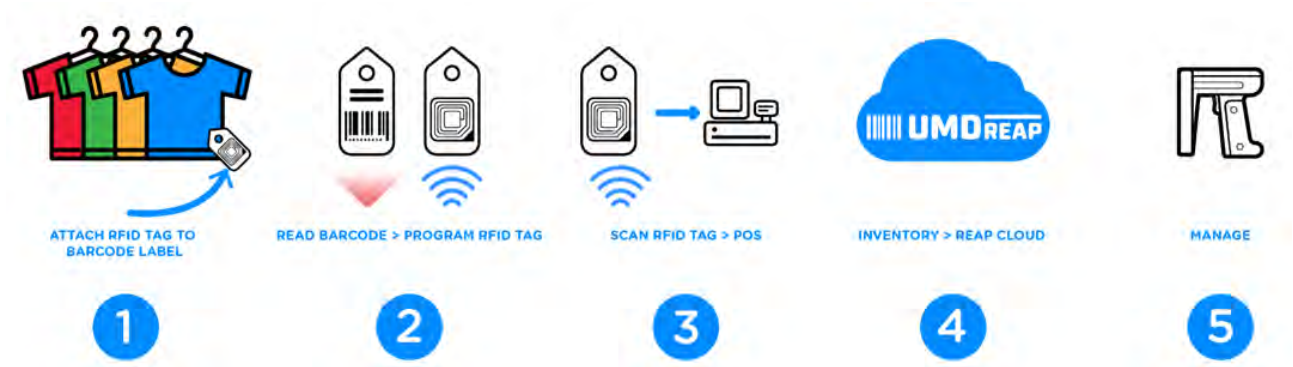 UMDREAP
ATTACH RFID TAG TO
BARCODE LABEL
READ BARCODE > PROGRAM RFID TAG
SCAN RFID TAG > POS
INVENTORY > REAP CLOUD
MANAGE
1
2
3
4
5